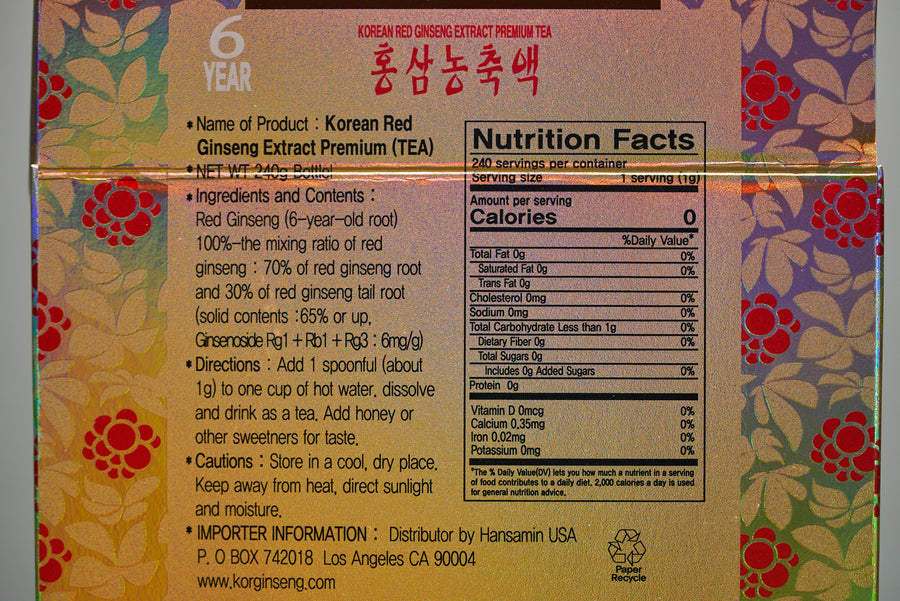 6
YEAR
KOREAN RED GINSENG EXTRACT PREMIUM TEA
홍삼농축액
* Name of Product : Korean Red
Ginseng Extract Premium (TEA)
* NET WT 240g Bottle!
* Ingredients and Contents :
Red Ginseng (6-year-old root)
100%-the mixing ratio of red
ginseng : 70% of red ginseng root
and 30% of red ginseng tail root
(solid contents :65% or up,
Ginsenoside Rg1 + Rb1 + Rg3 : 6mg/g)
* Directions : Add 1 spoonful (about
1g) to one cup of hot water, dissolve
and drink as a tea. Add honey or
other sweetners for taste.
* Cautions : Store in a cool, dry place.
Keep away from heat, direct sunlight
and moisture.
* IMPORTER INFORMATION : Distributor by Hansamin USA
P. O BOX 742018 Los Angeles CA 90004
www.korginseng.com
Nutrition Facts
240 servings per container
Serving size 1 serving (1g)
Amount per serving
Calories 0
%Daily Value*
Total Fat 0g 0%
Saturated Fat 0g 0%
Trans Fat 0g
Cholesterol 0mg 0%
Sodium 0mg 0%
Total Carbohydrate Less than 1g 0%
Dietary Fiber 0g 0%
Total Sugars 0g
Includes 0g Added Sugars 0%
Protein 0g
Vitamin D 0mcg 0%
Calcium 0.35mg 0%
Iron 0.02mg 0%
Potassium 0mg 0%
*The % Daily Value(DV) lets you how much a nutrient in a serving
of food contributes to a daily diet, 2,000 calories a day is used
for general nutrition advice.
Paper
Recycle